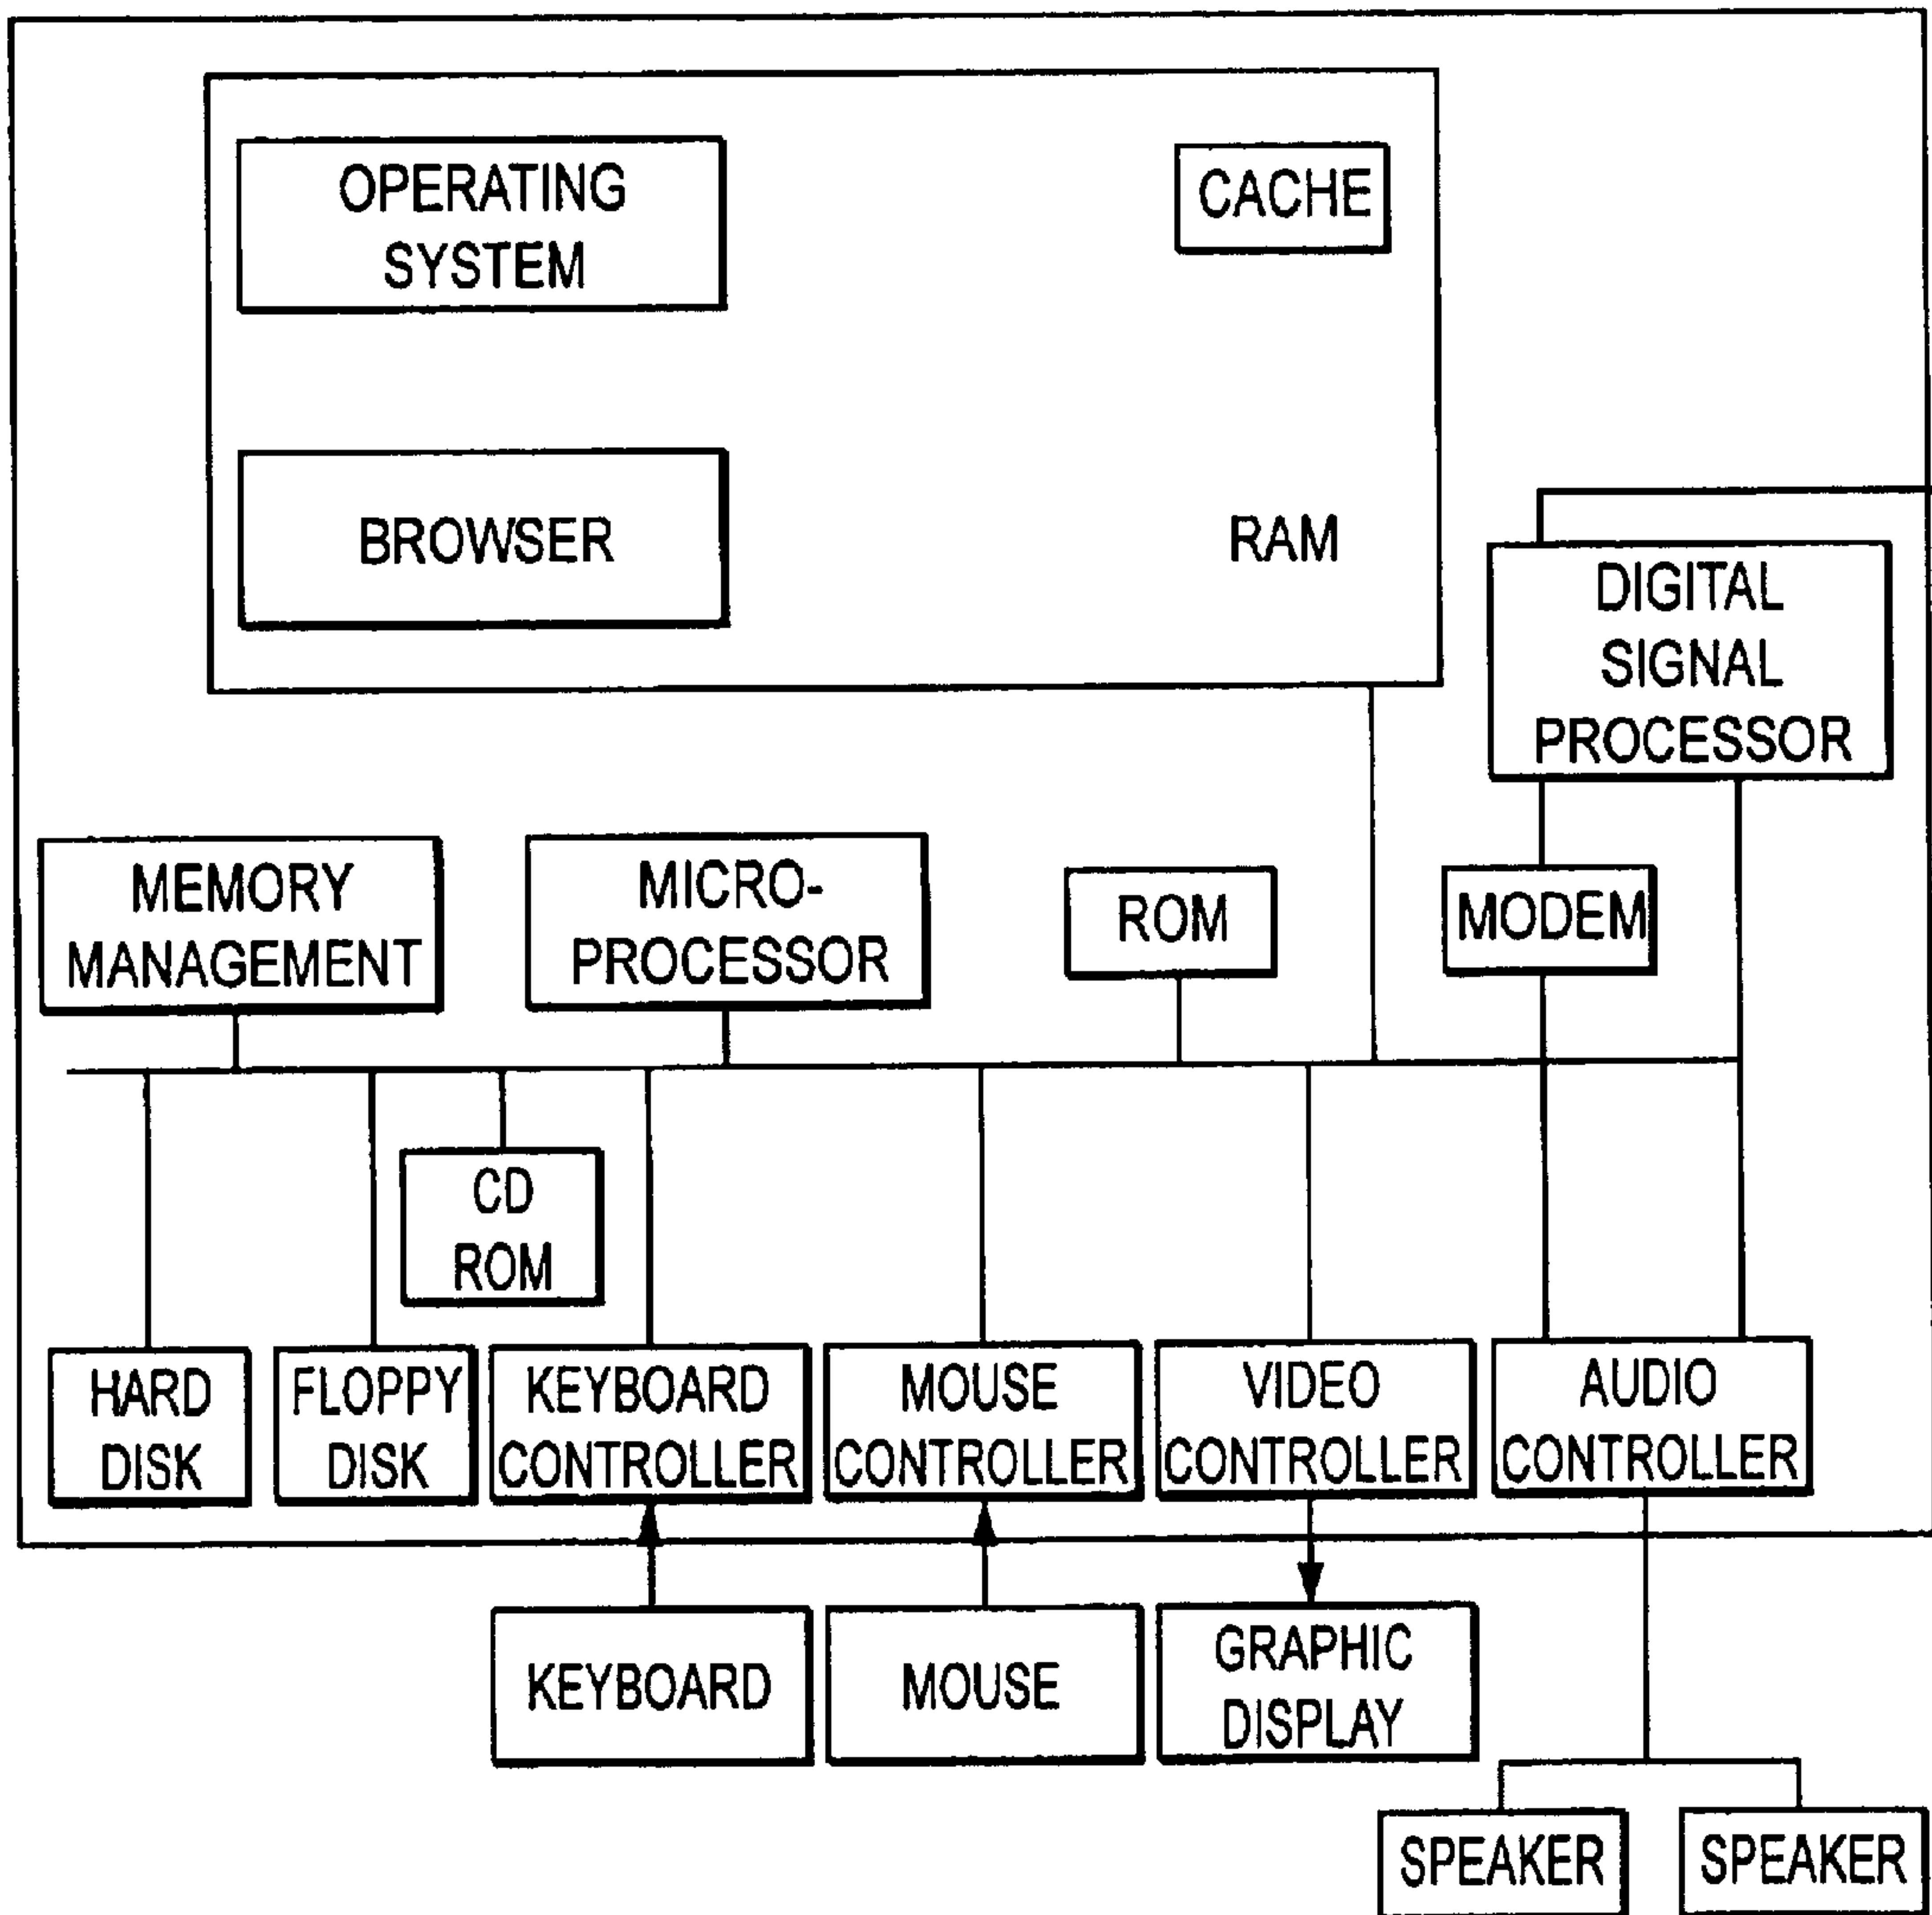 OPERATING
SYSTEM
CACHE
BROWSER
RAM
DIGITAL
SIGNAL
PROCESSOR
MEMORY
MANAGEMENT
MICRO-
PROCESSOR
ROM
MODEM
CD
ROM
HARD
DISK
FLOPPY
DISK
KEYBOARD
CONTROLLER
MOUSE
CONTROLLER
VIDEO
CONTROLLER
AUDIO
CONTROLLER
KEYBOARD
MOUSE
GRAPHIC
DISPLAY
SPEAKER
SPEAKER